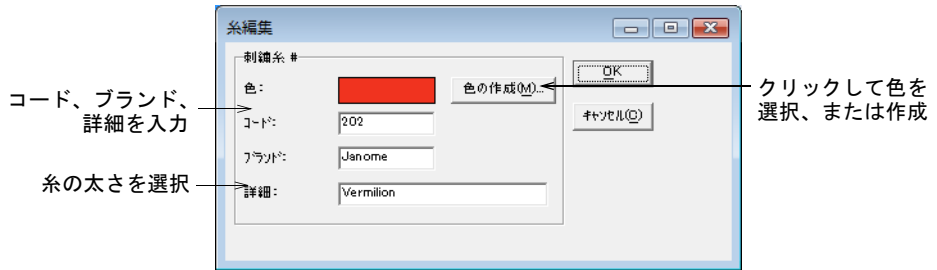 糸編集
刺繍糸 #
色:
色の作成(M)...
OK
コード、ブランド、
詳細を入力
クリックして色を
選択、または作成
コード:
202
キャンセル(C)
ブランド:
Janome
糸の太さを選択
詳細:
Vermilion